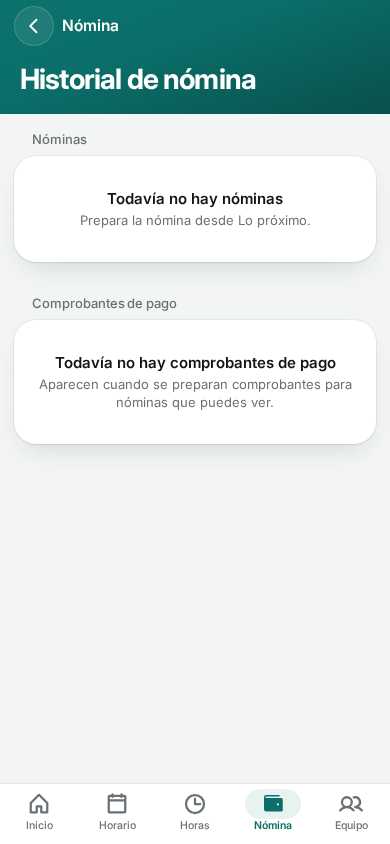 Nómina
Historial de nómina
Nóminas
Todavía no hay nóminas
Prepara la nómina desde Lo próximo.
Comprobantes de pago
Todavía no hay comprobantes de pago
Aparecen cuando se preparan comprobantes para
nóminas que puedes ver.
Inicio
Horario
Horas
Nómina
Equipo